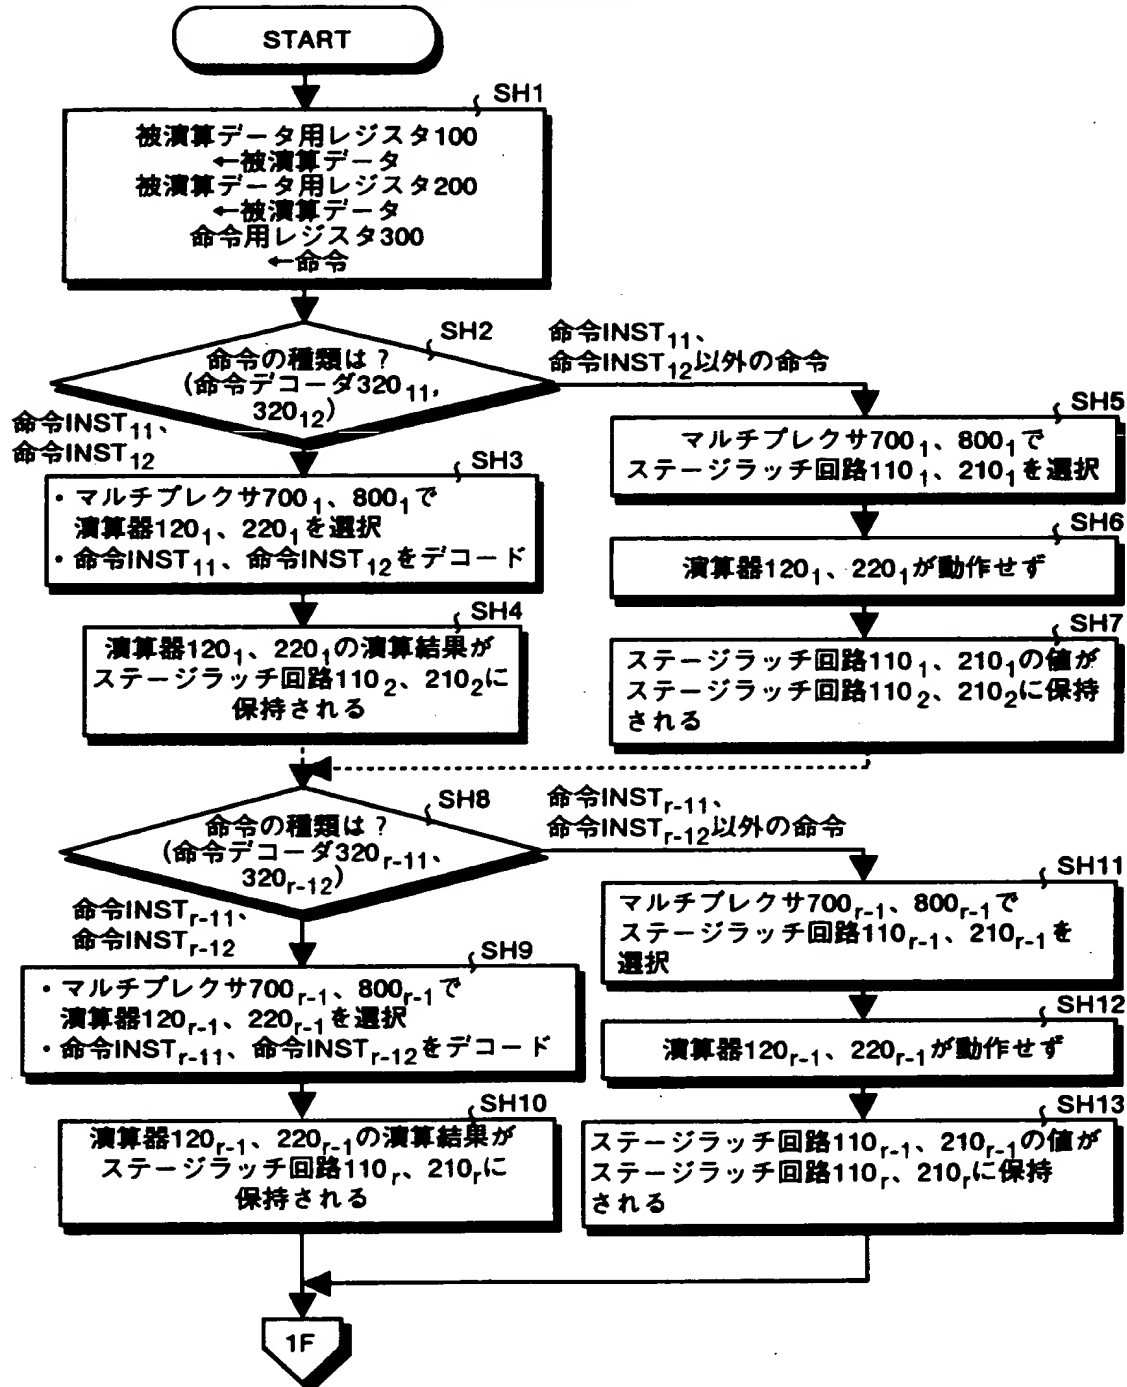 START
SH1
被演算データ用レジスタ100
←被演算データ
被演算データ用レジスタ200
←被演算データ
命令用レジスタ300
←命令
SH2
命令の種類は？
(命令デコーダ320₁₁,
320₁₂)
命令INST₁₁、
命令INST₁₂以外の命令
命令INST₁₁、
命令INST₁₂
SH3
・マルチプレクサ700₁、800₁で
演算器120₁、220₁を選択
・命令INST₁₁、命令INST₁₂をデコード
SH4
演算器120₁、220₁の演算結果が
ステージラッチ回路110₂、210₂に
保持される
SH5
マルチプレクサ700₁、800₁で
ステージラッチ回路110₁、210₁を選択
SH6
演算器120₁、220₁が動作せず
SH7
ステージラッチ回路110₁、210₁の値が
ステージラッチ回路110₂、210₂に保持
される
SH8
命令の種類は？
(命令デコーダ320r-11、
320r-12)
命令INSTr-11、
命令INSTr-12以外の命令
命令INSTr-11、
命令INSTr-12
SH9
・マルチプレクサ700r-1、800r-1で
演算器120r-1、220r-1を選択
・命令INSTr-11、命令INSTr-12をデコード
SH10
演算器120r-1、220r-1の演算結果が
ステージラッチ回路110r、210rに
保持される
SH11
マルチプレクサ700r-1、800r-1で
ステージラッチ回路110r-1、210r-1を
選択
SH12
演算器120r-1、220r-1が動作せず
SH13
ステージラッチ回路110r-1、210r-1の値が
ステージラッチ回路110r、210rに保持
される
1F